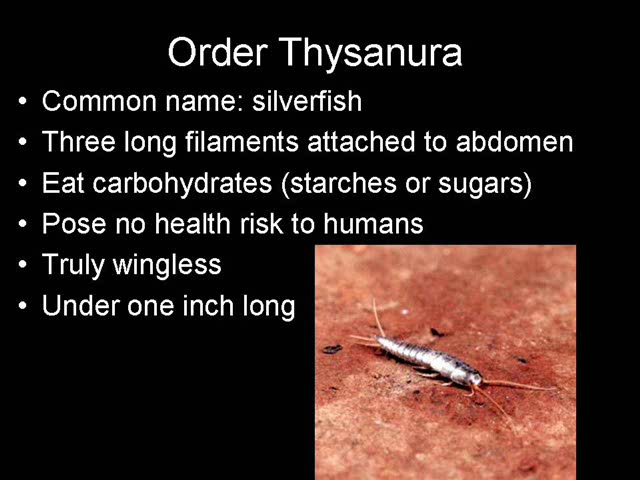 Order Thysanura
• Common name: silverfish
• Three long filaments attached to abdomen
• Eat carbohydrates (starches or sugars)
• Pose no health risk to humans
• Truly wingless
• Under one inch long